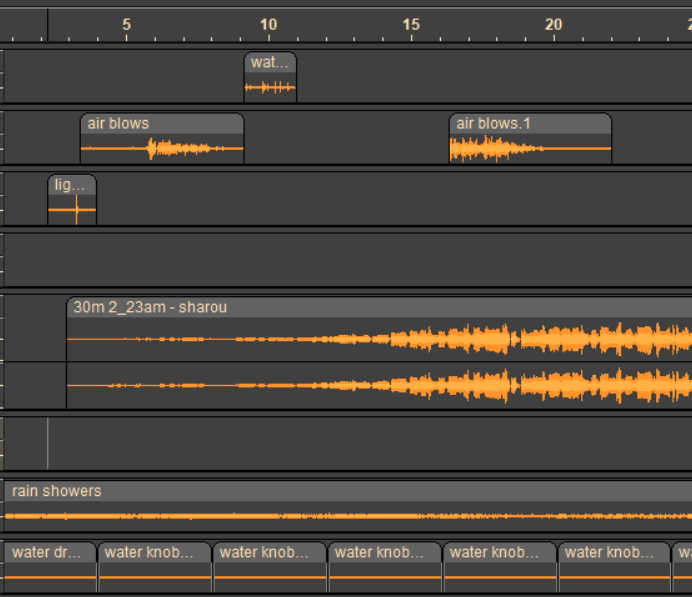 5 10 15 20 2
wat...
air blows air blows.1
lig...
30m 2_23am - sharou
rain showers
water dr... water knob... water knob... water knob... water knob... water knob... wa